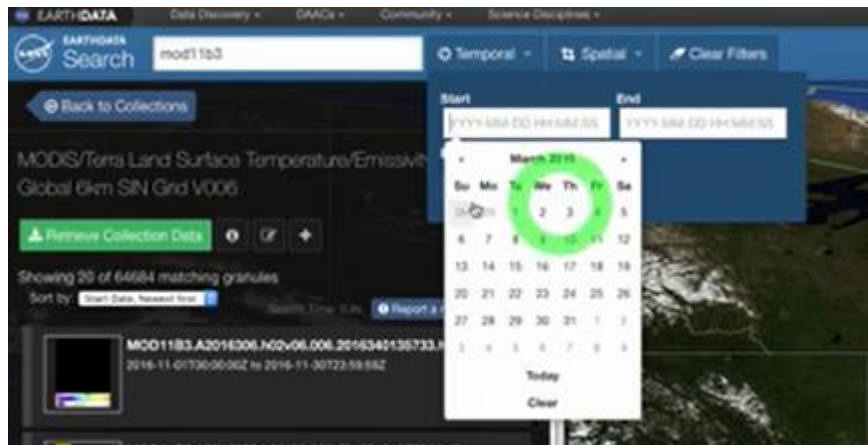 EARTHDATA Data Discovery DAACs Community Science Disciplines
EARTHDATA
Search
mod11b3
Temporal Spatial Clear Filters
Back to Collections
Start End
YYYY-MM-DD HH:MM:SS YYYY-MM-DD HH:MM:SS
MODIS/Terra Land Surface Temperature/Emissivity
Global 6km SIN Grid V006
March
Su Mo Tu We Th Fr Sa
1 2 3 4 5
6 7 8 9 10 11 12
13 14 15 16 17 18 19
20 21 22 23 24 25 26
27 28 29 30 31 1 2
3 4 5 6 7 8 9
Today
Clear
Retrieve Collection Data
Showing 20 of 64684 matching granules
Sort by: Start Date, Newest first
Report a
MOD11B3.A2016306.h02v06.006.2016340135733.h
2016-11-01T00:00:00Z to 2016-11-30T23:59:59Z